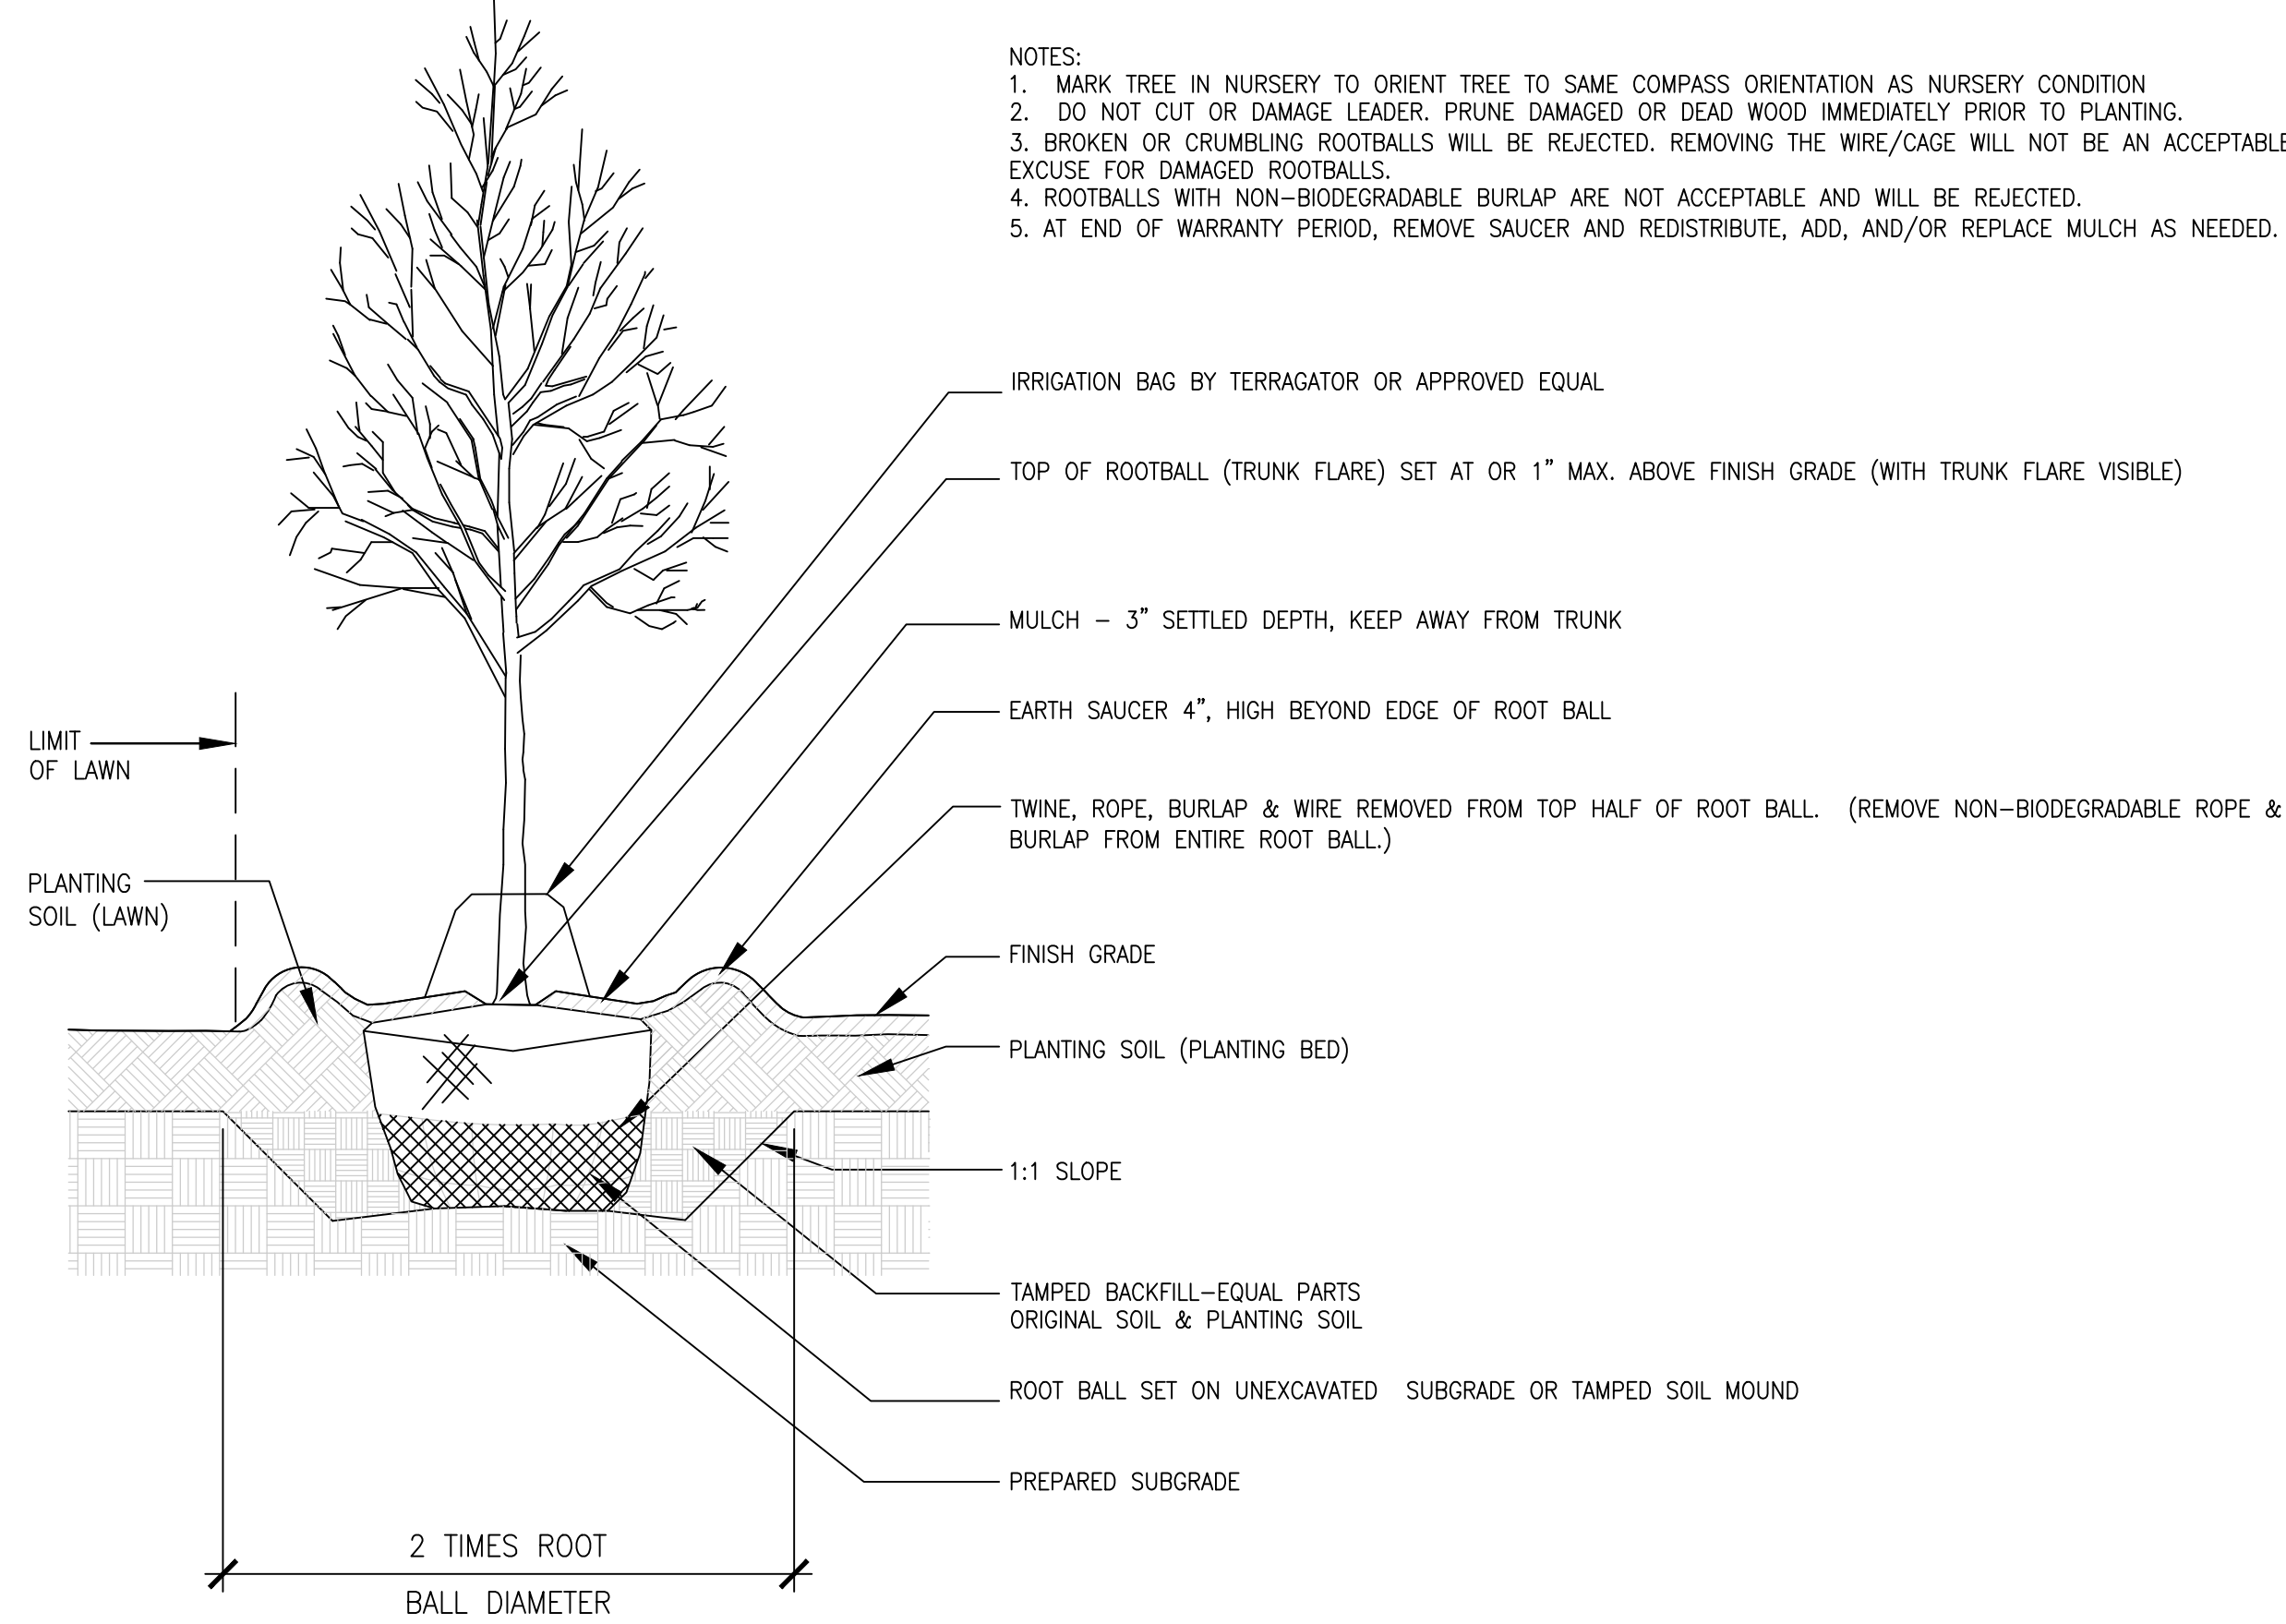 NOTES:
1. MARK TREE IN NURSERY TO ORIENT TREE TO SAME COMPASS ORIENTATION AS NURSERY CONDITION
2. DO NOT CUT OR DAMAGE LEADER. PRUNE DAMAGED OR DEAD WOOD IMMEDIATELY PRIOR TO PLANTING.
3. BROKEN OR CRUMBLING ROOTBALLS WILL BE REJECTED. REMOVING THE WIRE/CAGE WILL NOT BE AN ACCEPTABLE
EXCUSE FOR DAMAGED ROOTBALLS.
4. ROOTBALLS WITH NON-BIODEGRADABLE BURLAP ARE NOT ACCEPTABLE AND WILL BE REJECTED.
5. AT END OF WARRANTY PERIOD, REMOVE SAUCER AND REDISTRIBUTE, ADD, AND/OR REPLACE MULCH AS NEEDED.
IRRIGATION BAG BY TERRAGATOR OR APPROVED EQUAL
TOP OF ROOTBALL (TRUNK FLARE) SET AT OR 1” MAX. ABOVE FINISH GRADE (WITH TRUNK FLARE VISIBLE)
MULCH – 3” SETTLED DEPTH, KEEP AWAY FROM TRUNK
EARTH SAUCER 4”, HIGH BEYOND EDGE OF ROOT BALL
LIMIT
OF LAWN
TWINE, ROPE, BURLAP & WIRE REMOVED FROM TOP HALF OF ROOT BALL. (REMOVE NON-BIODEGRADABLE ROPE &
BURLAP FROM ENTIRE ROOT BALL.)
PLANTING
SOIL (LAWN)
FINISH GRADE
PLANTING SOIL (PLANTING BED)
1:1 SLOPE
TAMPED BACKFILL-EQUAL PARTS
ORIGINAL SOIL & PLANTING SOIL
ROOT BALL SET ON UNEXCAVATED SUBGRADE OR TAMPED SOIL MOUND
PREPARED SUBGRADE
2 TIMES ROOT
BALL DIAMETER